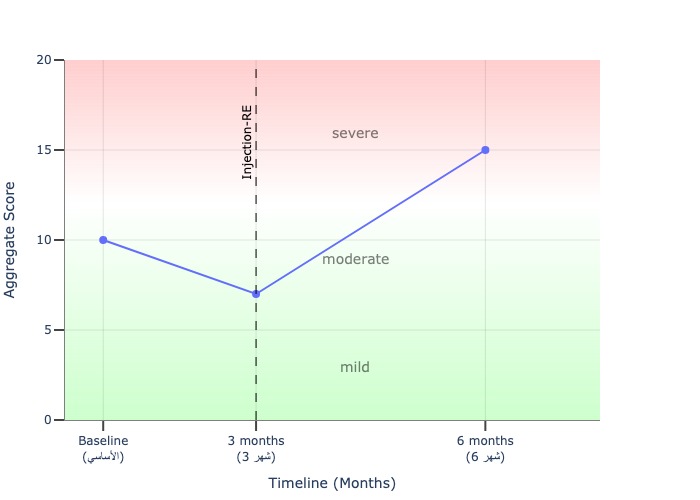 20
15
10
5
0
Aggregate Score
Injection-RE
severe
moderate
mild
Baseline
(الأساسي)
3 months
(3 شهر)
6 months
(6 شهر)
Timeline (Months)